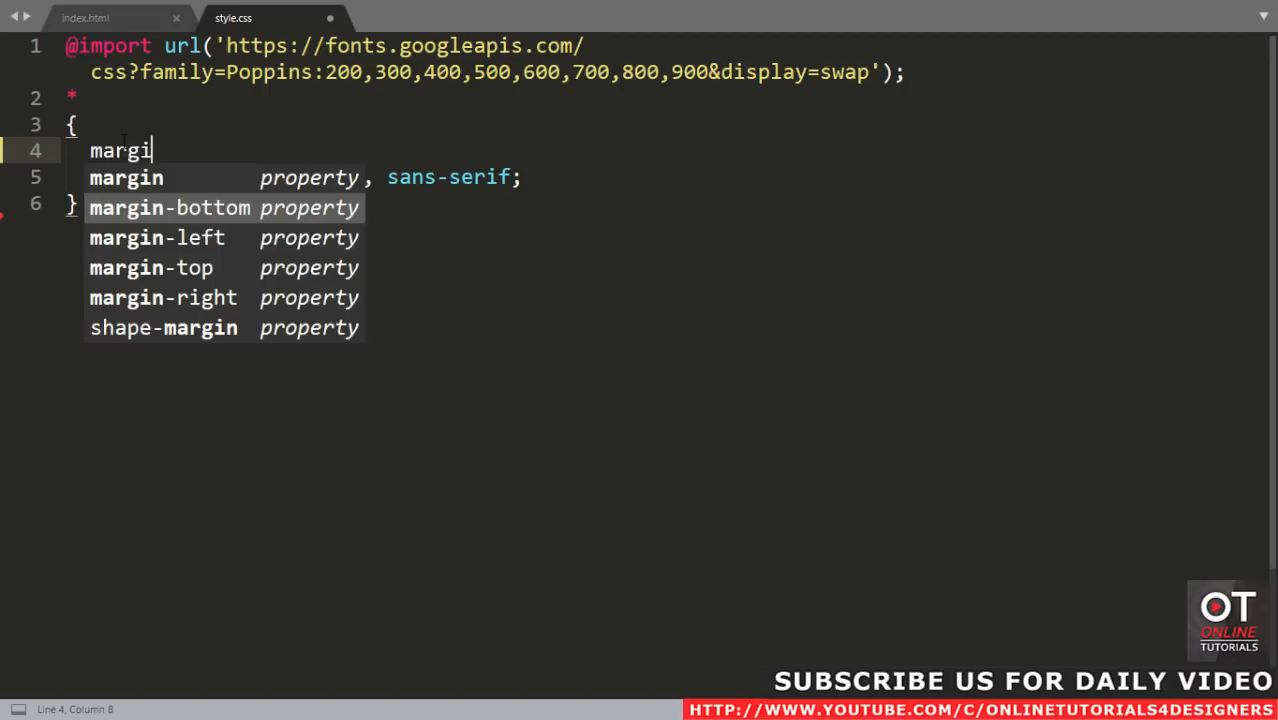 index.html
style.css
1 @import url('https://fonts.googleapis.com/
css?family=Poppins:200,300,400,500,600,700,800,900&display=swap');
2 *
3 {
4 margi
margin property
5 , sans-serif;
6 }
margin-bottom property
margin-left property
margin-top property
margin-right property
shape-margin property
OT
ONLINE
TUTORIALS
SUBSCRIBE US FOR DAILY VIDEO
Line 4, Column 8
HTTP://WWW.YOUTUBE.COM/C/ONLINETUTORIALS4DESIGNERS